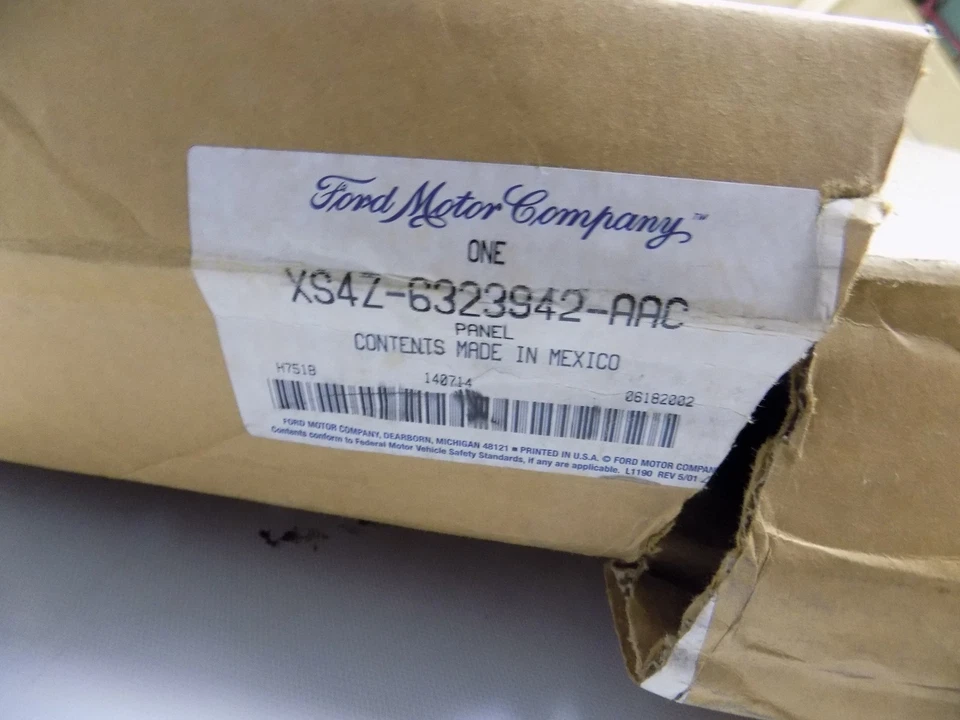 Ford Motor Company™
ONE
XS4Z-6323942-AAC
PANEL
CONTENTS MADE IN MEXICO
H751B 140714 06182002
FORD MOTOR COMPANY, DEARBORN, MICHIGAN 48121 ■ PRINTED IN U.S.A. © FORD MOTOR COMPAN
Contents conform to Federal Motor Vehicle Safety Standards, if any are applicable. L1190 REV 5/01